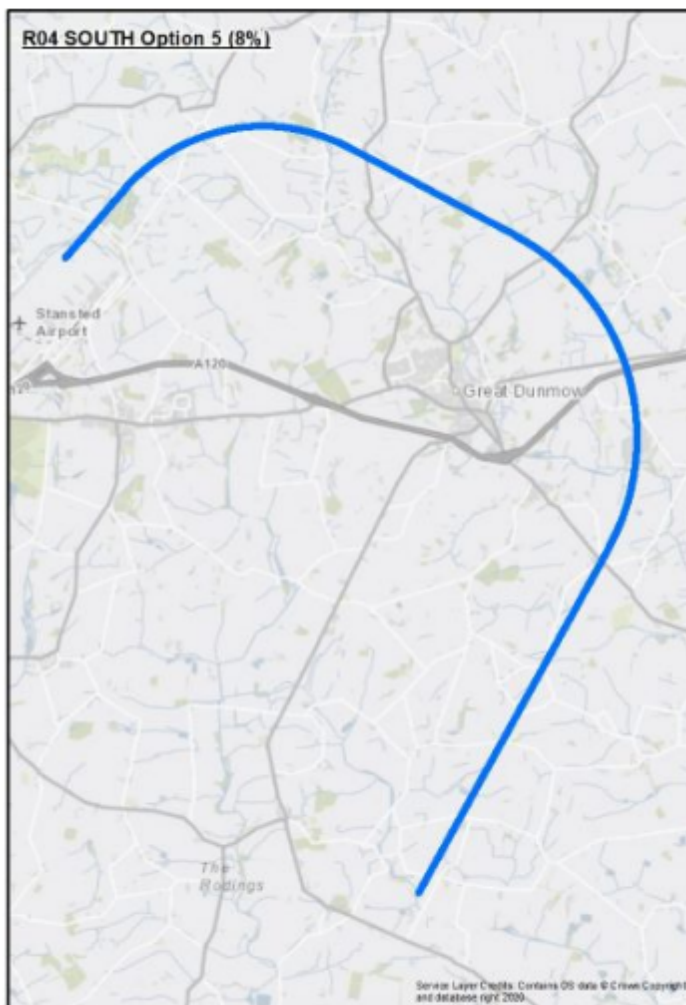 R04 SOUTH Option 5 (8%)
Stansted
Airport
A120
Great Dunmow
The
Rodings
Service Layer Credits: Contains OS data © Crown Copyright
and database right 2020